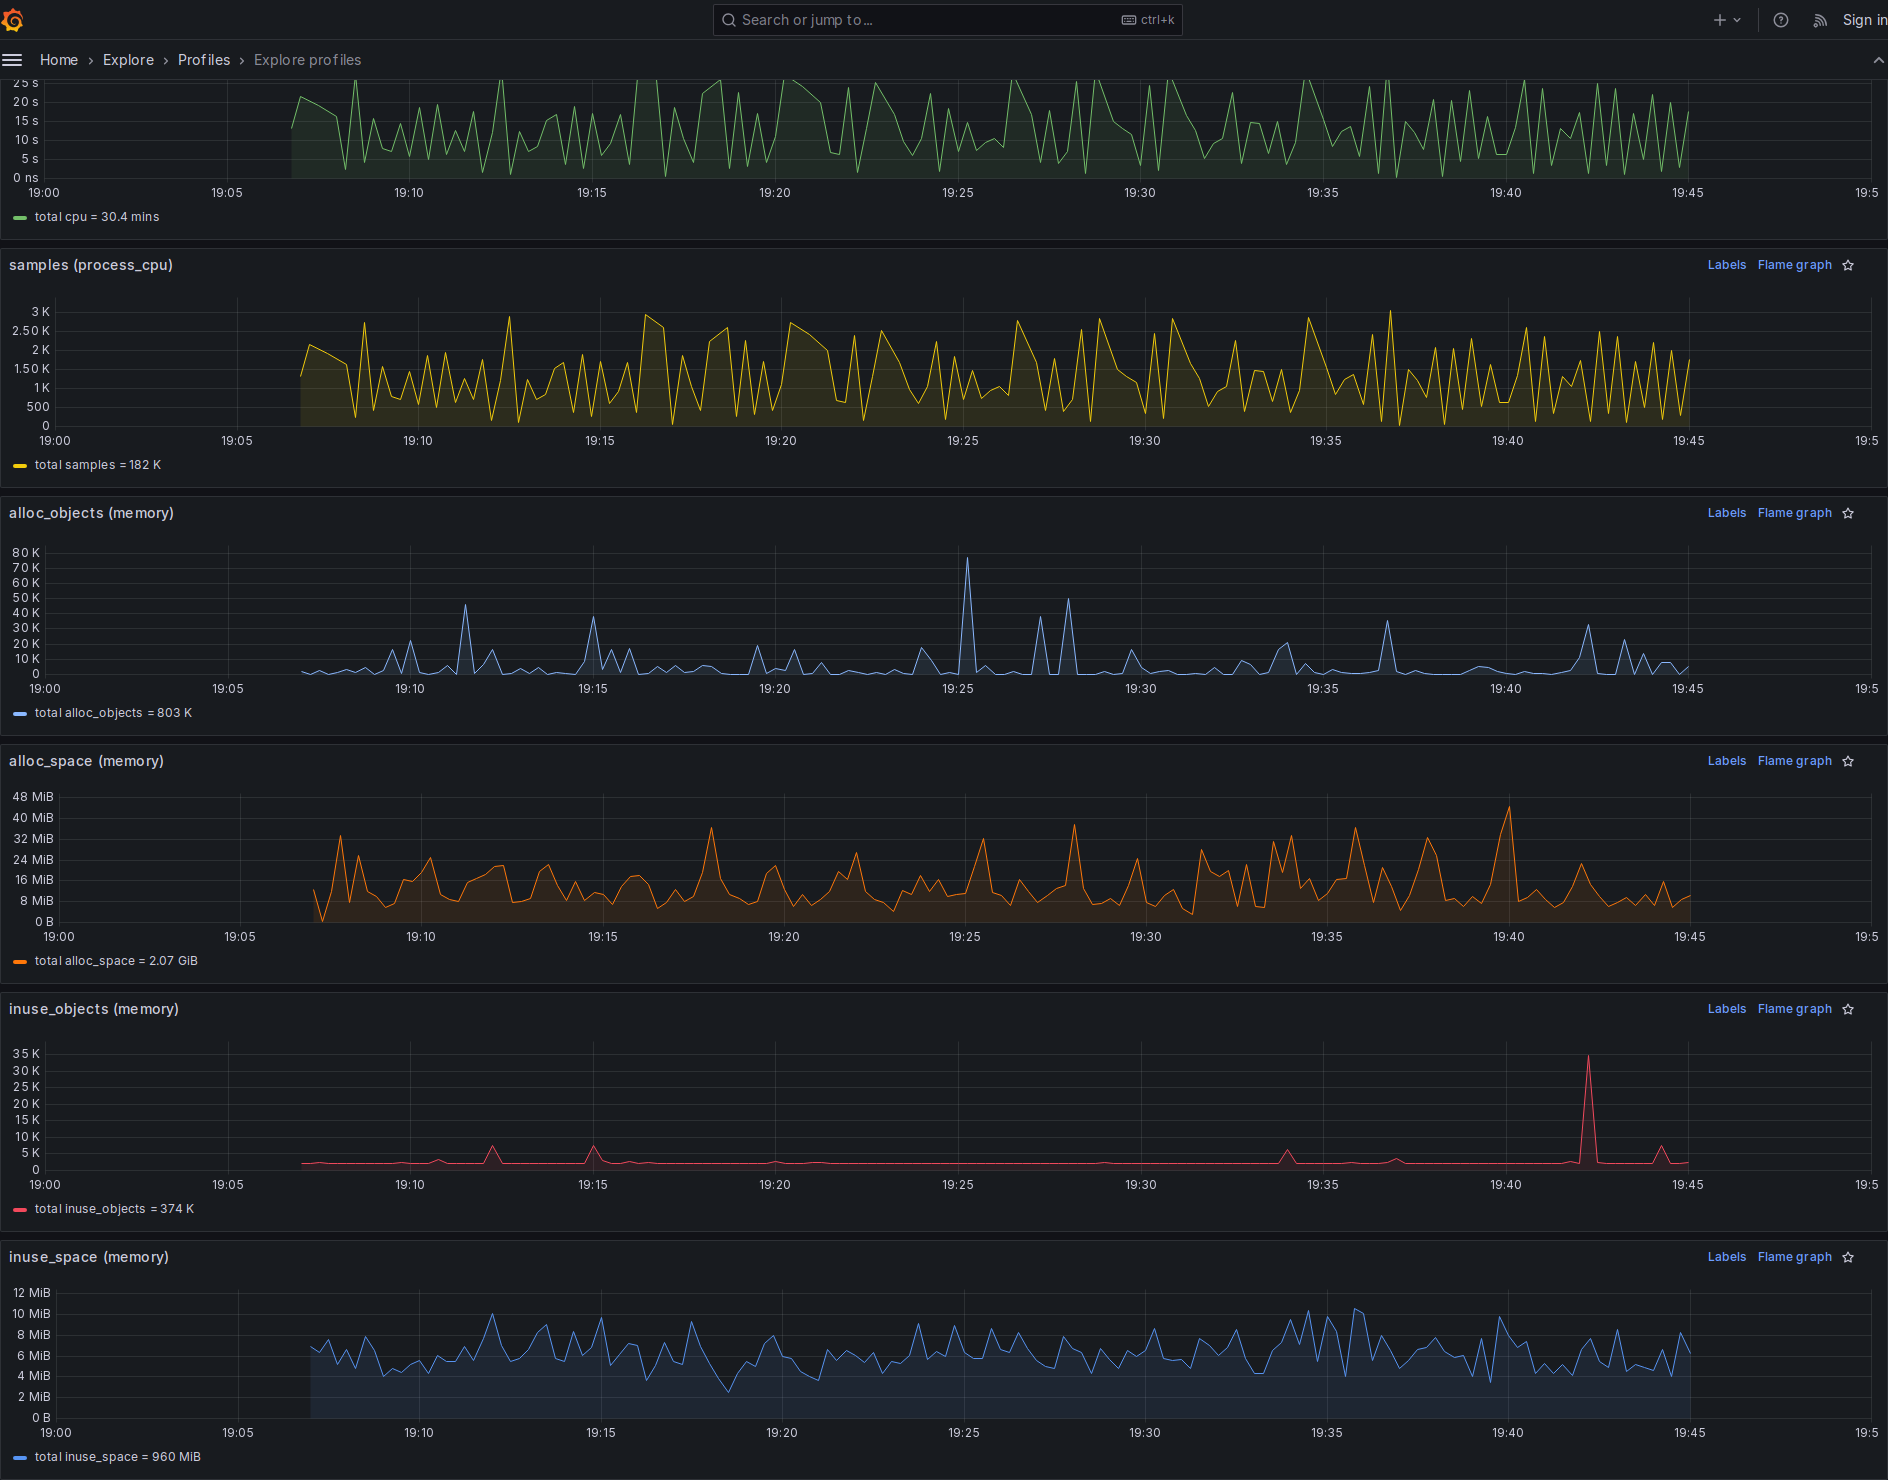 Search or jump to... ctrl+k Sign in
Home › Explore › Profiles › Explore profiles
25 s
20 s
15 s
10 s
5 s
0 ns
19:00 19:05 19:10 19:15 19:20 19:25 19:30 19:35 19:40 19:45 19:5
total cpu = 30.4 mins
samples (process_cpu) Labels Flame graph
3 K
2.50 K
2 K
1.50 K
1 K
500
0
19:00 19:05 19:10 19:15 19:20 19:25 19:30 19:35 19:40 19:45 19:5
total samples = 182 K
alloc_objects (memory) Labels Flame graph
80 K
70 K
60 K
50 K
40 K
30 K
20 K
10 K
0
19:00 19:05 19:10 19:15 19:20 19:25 19:30 19:35 19:40 19:45 19:5
total alloc_objects = 803 K
alloc_space (memory) Labels Flame graph
48 MiB
40 MiB
32 MiB
24 MiB
16 MiB
8 MiB
0 B
19:00 19:05 19:10 19:15 19:20 19:25 19:30 19:35 19:40 19:45 19:5
total alloc_space = 2.07 GiB
inuse_objects (memory) Labels Flame graph
35 K
30 K
25 K
20 K
15 K
10 K
5 K
0
19:00 19:05 19:10 19:15 19:20 19:25 19:30 19:35 19:40 19:45 19:5
total inuse_objects = 374 K
inuse_space (memory) Labels Flame graph
12 MiB
10 MiB
8 MiB
6 MiB
4 MiB
2 MiB
0 B
19:00 19:05 19:10 19:15 19:20 19:25 19:30 19:35 19:40 19:45 19:5
total inuse_space = 960 MiB